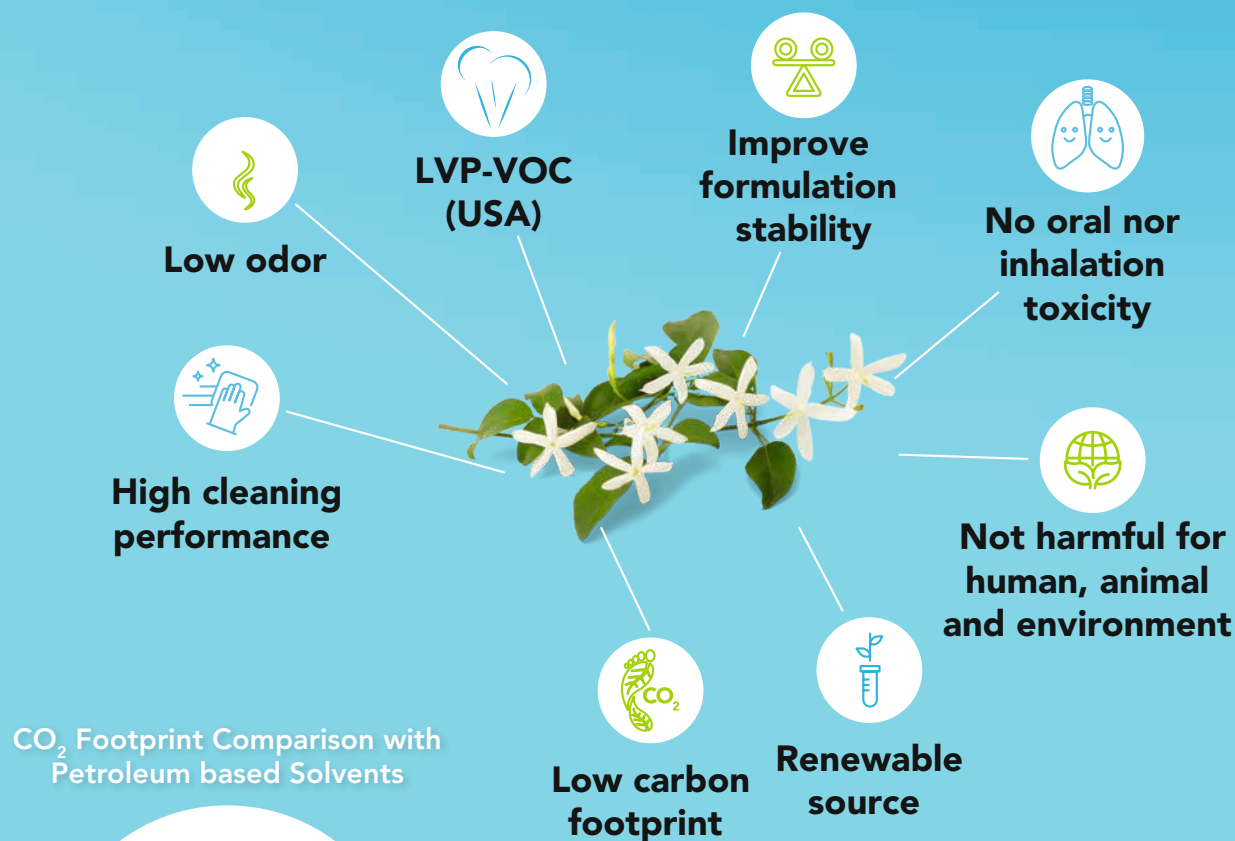 LVP-VOC
(USA)
Improve
formulation
stability
No oral nor
inhalation
toxicity
Low odor
High cleaning
performance
Not harmful for
human, animal
and environment
CO₂
Low carbon
footprint
Renewable
source
CO₂ Footprint Comparison with
Petroleum based Solvents